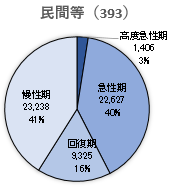 民間等（393）
高度急性期
1,406
3%
急性期
22,627
40%
回復期
9,325
16%
慢性期
23,238
41%